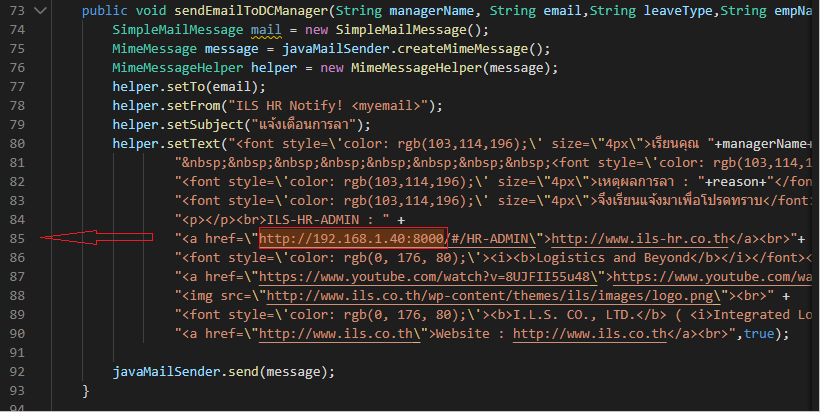 73 public void sendEmailToDCManager(String managerName, String email,String leaveType,String empNam
74 SimpleMailMessage mail = new SimpleMailMessage();
75 MimeMessage message = javaMailSender.createMimeMessage();
76 MimeMessageHelper helper = new MimeMessageHelper(message);
77 helper.setTo(email);
78 helper.setFrom("ILS HR Notify! <myemail>");
79 helper.setSubject("แจ้งเตือนการลา");
80 helper.setText("<font style=\'color: rgb(103,114,196);\' size=\"4px\">เรียนคุณ "+managerName+
81 "&nbsp;&nbsp;&nbsp;&nbsp;&nbsp;&nbsp;&nbsp;<font style=\'color: rgb(103,114,1
82 "<font style=\'color: rgb(103,114,196);\' size=\"4px\">เหตุผลการลา : "+reason+"</f
83 "<font style=\'color: rgb(103,114,196);\' size=\"4px\">จึงเรียนแจ้งมาเพื่อโปรดทราบ</font
84 "<p></p><br>ILS-HR-ADMIN : " +
85 "<a href=\"http://192.168.1.40:8000/#/HR-ADMIN\">http://www.ils-hr.co.th</a><br>"+
86 "<font style=\'color: rgb(0, 176, 80);\'><i><b>Logistics and Beyond</b></i></font><
87 "<a href=\"https://www.youtube.com/watch?v=8UJFII55u48\">https://www.youtube.com/wa
88 "<img src=\"http://www.ils.co.th/wp-content/themes/ils/images/logo.png\"><br>" +
89 "<font style=\'color: rgb(0, 176, 80);\'><b>I.L.S. CO., LTD.</b> ( <i>Integrated Lo
90 "<a href=\"http://www.ils.co.th\">Website : http://www.ils.co.th</a><br>",true);
91
92 javaMailSender.send(message);
93 }